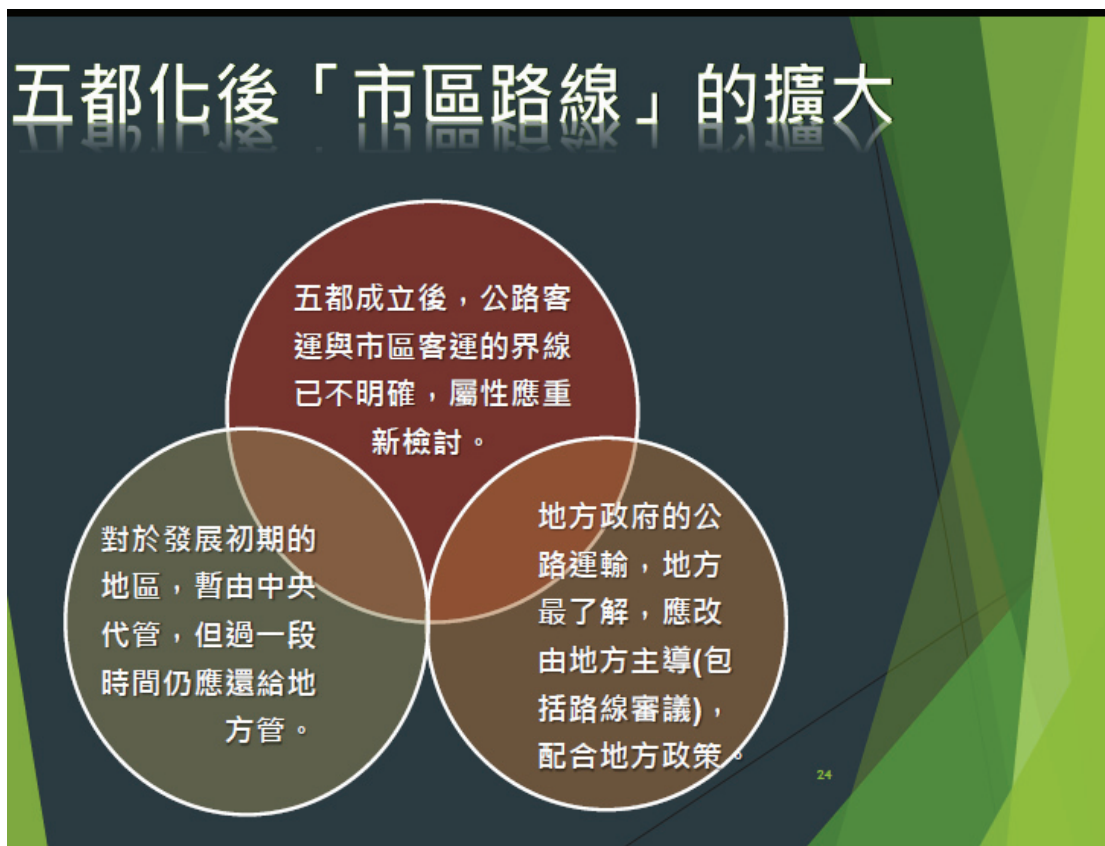 五都化後「市區路線」的擴大
五都成立後，公路客
運與市區客運的界線
已不明確，屬性應重
新檢討。
對於發展初期的
地區，暫由中央
代管，但過一段
時間仍應還給地
方管。
地方政府的公
路運輸，地方
最了解，應改
由地方主導(包
括路線審議)，
配合地方政策。
24